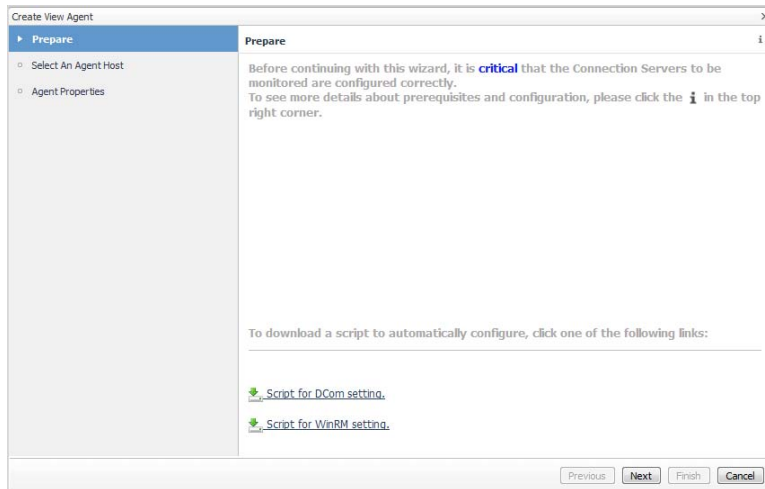 Create View Agent
Prepare
Select An Agent Host
Agent Properties
Prepare
Before continuing with this wizard, it is critical that the Connection Servers to be
monitored are configured correctly.
To see more details about prerequisites and configuration, please click the i in the top
right corner.
To download a script to automatically configure, click one of the following links:
Script for DCom setting.
Script for WinRM setting.
Previous Next Finish Cancel